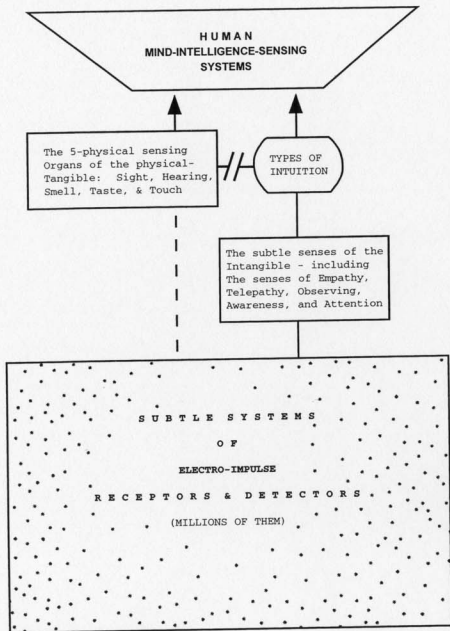 HUMAN
MIND-INTELLIGENCE-SENSING
SYSTEMS
The 5-physical sensing
Organs of the physical-
Tangible: Sight, Hearing,
Smell, Taste, & Touch
TYPES OF
INTUITION
The subtle senses of the
Intangible - including
The senses of Empathy,
Telepathy, Observing,
Awareness, and Attention
SUBTLE SYSTEMS
OF
ELECTRO-IMPULSE
RECEPTORS & DETECTORS
(MILLIONS OF THEM)